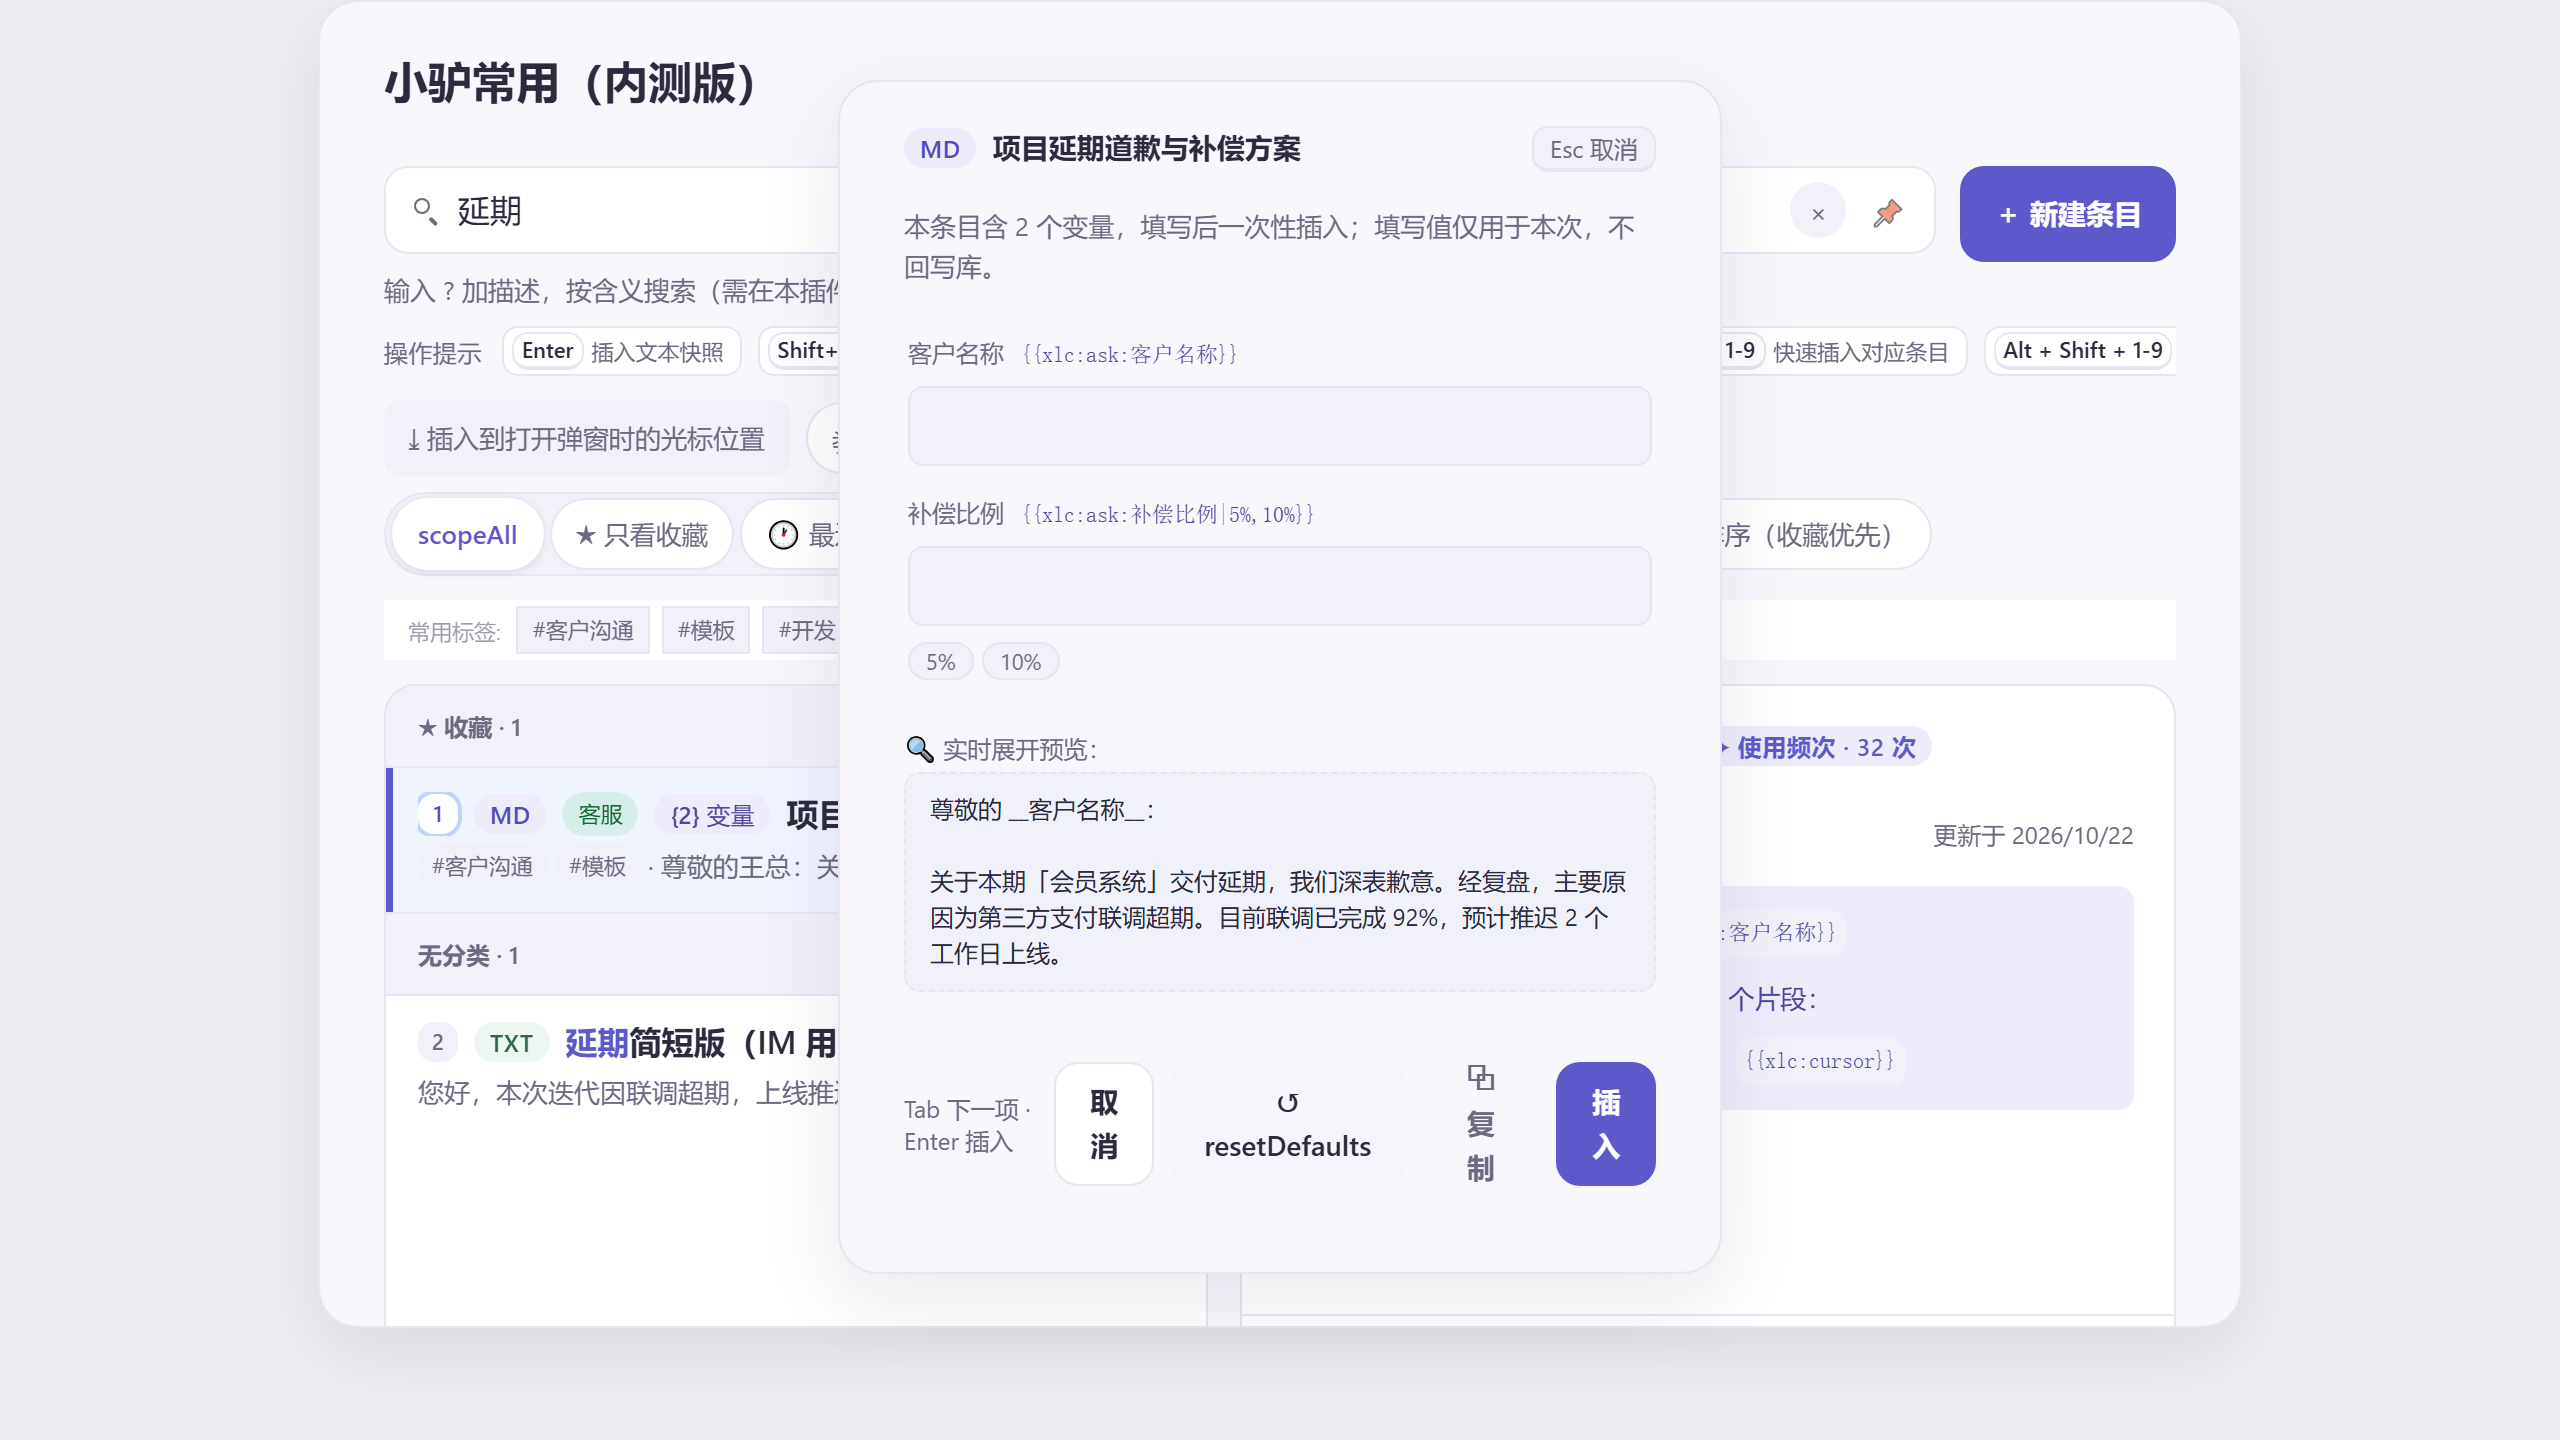 小驴常用（内测版）
延期
×
+ 新建条目
输入 ? 加描述，按含义搜索（需在本插件
操作提示 Enter 插入文本快照 Shift+
1-9 快速插入对应条目 Alt + Shift + 1-9
插入到打开弹窗时的光标位置
scopeAll ★ 只看收藏
序（收藏优先）
常用标签: #客户沟通 #模板 #开发
★ 收藏 · 1
1 MD 客服 {2} 变量 项目
#客户沟通 #模板 · 尊敬的王总：关
无分类 · 1
2 TXT 延期简短版（IM 用
您好，本次迭代因联调超期，上线推
MD 项目延期道歉与补偿方案 Esc 取消
本条目含 2 个变量，填写后一次性插入；填写值仅用于本次，不
回写库。
客户名称 {{xlc:ask:客户名称}}
补偿比例 {{xlc:ask:补偿比例|5%,10%}}
5% 10%
实时展开预览：
尊敬的 __客户名称__：
关于本期「会员系统」交付延期，我们深表歉意。经复盘，主要原
因为第三方支付联调超期。目前联调已完成 92%，预计推迟 2 个
工作日上线。
Tab 下一项 ·
Enter 插入
取
消
↺
resetDefaults
复
制
插
入
使用频次 · 32 次
更新于 2026/10/22
:客户名称}}
个片段：
{{xlc:cursor}}